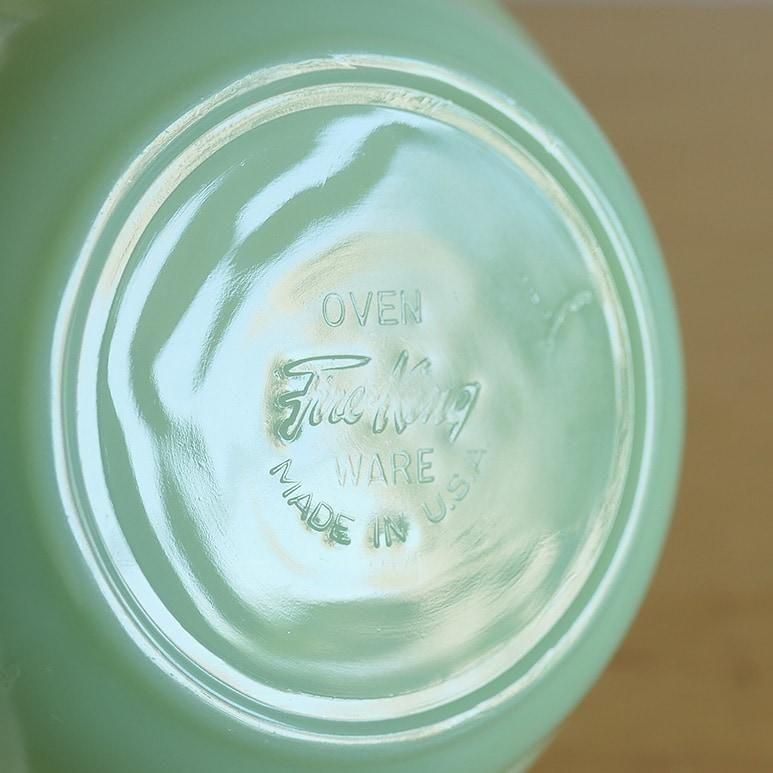 OVEN
Fire-King
WARE
MADE IN U.S.A